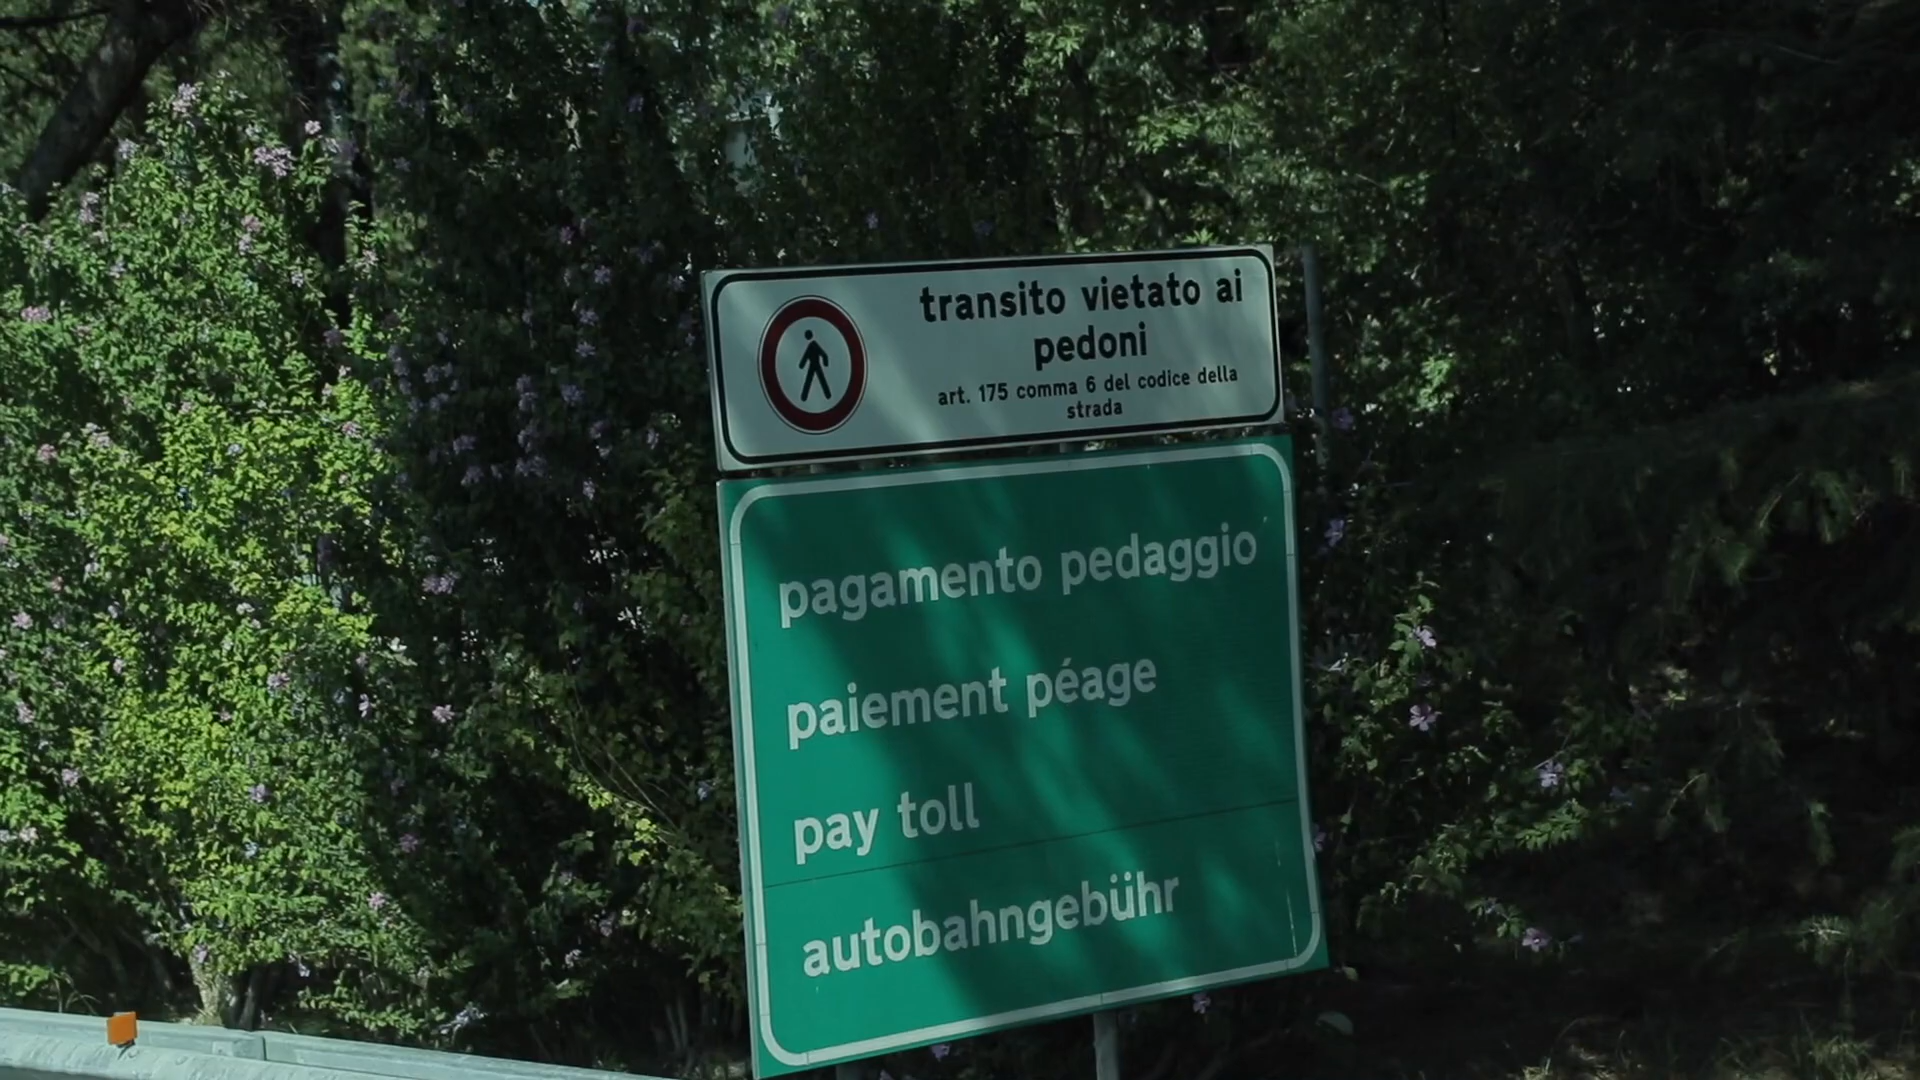 transito vietato ai
pedoni
art. 175 comma 6 del codice della
strada
pagamento pedaggio
paiement péage
pay toll
autobahngebühr